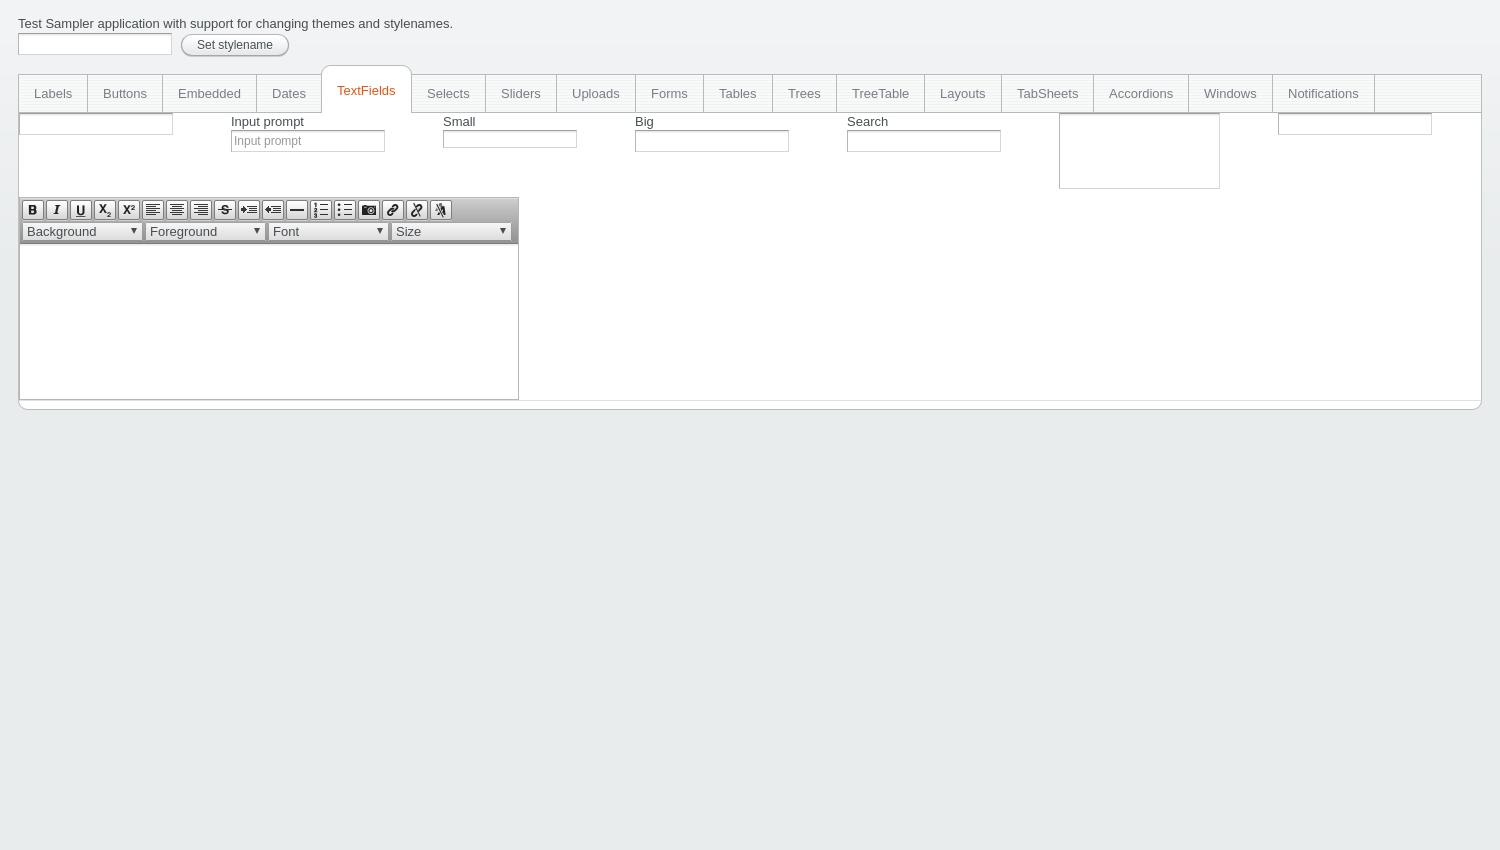 Test Sampler application with support for changing themes and stylenames.
Set stylename
Labels Buttons Embedded Dates TextFields Selects Sliders Uploads Forms Tables Trees TreeTable Layouts TabSheets Accordions Windows Notifications
Input prompt Small Big Search
Input prompt
B I U X₂ X² S
Background Foreground Font Size